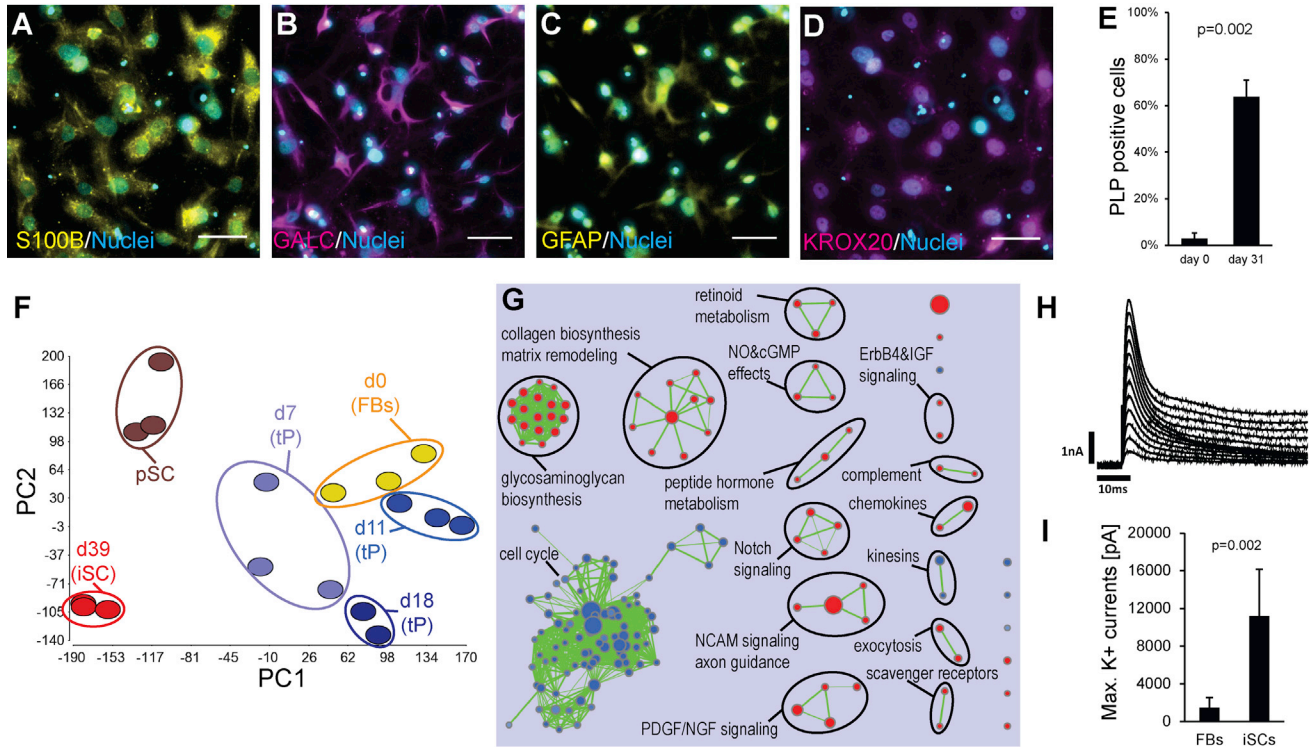 A
S100B/Nuclei
B
GALC/Nuclei
C
GFAP/Nuclei
D
KROX20/Nuclei
E
100%
80%
60%
40%
20%
0%
PLP positive cells
p=0.002
day 0
day 31
F
PC2
200
166
132
98
64
30
-3
-37
-71
-105
-140
-190
-153
-117
-81
-45
-10
26
62
98
134
170
PC1
pSC
d7
(tP)
d0
(FBs)
d11
(tP)
d18
(tP)
d39
(iSC)
G
collagen biosynthesis
matrix remodeling
glycosaminoglycan
biosynthesis
retinoid
metabolism
NO&cGMP
effects
ErbB4&IGF
signaling
peptide hormone
metabolism
complement
chemokines
Notch
signaling
kinesins
cell cycle
NCAM signaling
axon guidance
exocytosis
scavenger receptors
PDGF/NGF signaling
H
1nA
10ms
I
Max. K+ currents [pA]
20000
16000
12000
8000
4000
0
p=0.002
FBs
iSCs